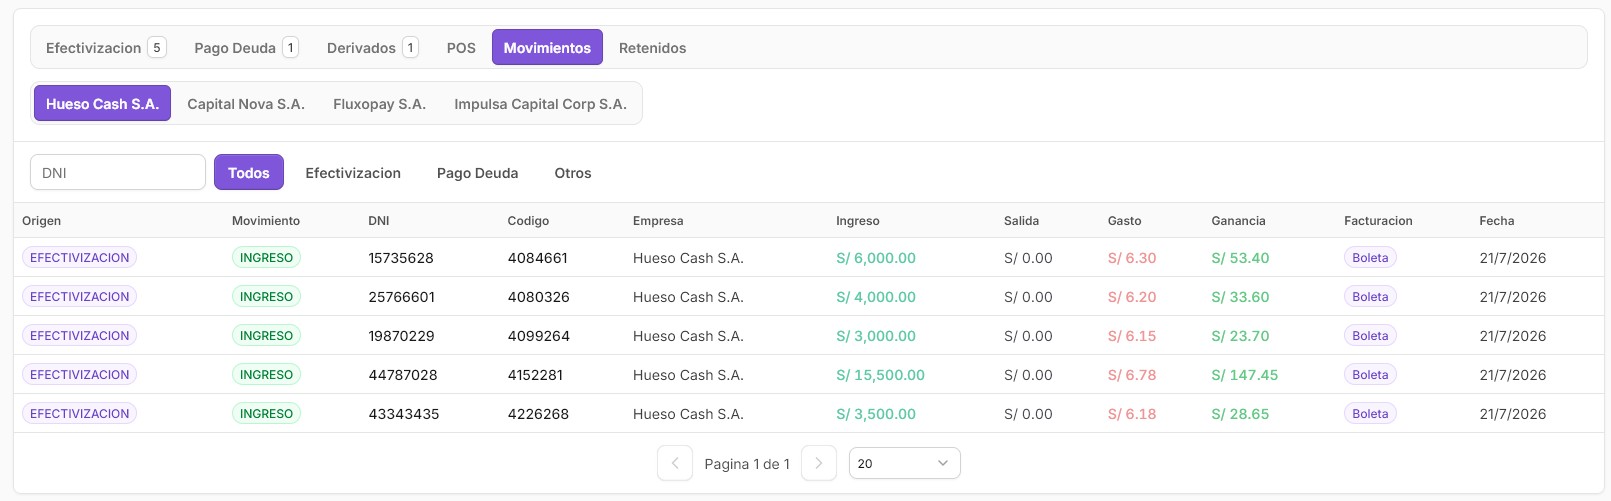 Efectivizacion 5 Pago Deuda 1 Derivados 1 POS Movimientos Retenidos
Hueso Cash S.A. Capital Nova S.A. Fluxopay S.A. Impulsa Capital Corp S.A.
DNI Todos Efectivizacion Pago Deuda Otros
Origen Movimiento DNI Codigo Empresa Ingreso Salida Gasto Ganancia Facturacion Fecha
EFECTIVIZACION INGRESO 15735628 4084661 Hueso Cash S.A. S/ 6,000.00 S/ 0.00 S/ 6.30 S/ 53.40 Boleta 21/7/2026
EFECTIVIZACION INGRESO 25766601 4080326 Hueso Cash S.A. S/ 4,000.00 S/ 0.00 S/ 6.20 S/ 33.60 Boleta 21/7/2026
EFECTIVIZACION INGRESO 19870229 4099264 Hueso Cash S.A. S/ 3,000.00 S/ 0.00 S/ 6.15 S/ 23.70 Boleta 21/7/2026
EFECTIVIZACION INGRESO 44787028 4152281 Hueso Cash S.A. S/ 15,500.00 S/ 0.00 S/ 6.78 S/ 147.45 Boleta 21/7/2026
EFECTIVIZACION INGRESO 43343435 4226268 Hueso Cash S.A. S/ 3,500.00 S/ 0.00 S/ 6.18 S/ 28.65 Boleta 21/7/2026
Pagina 1 de 1 20